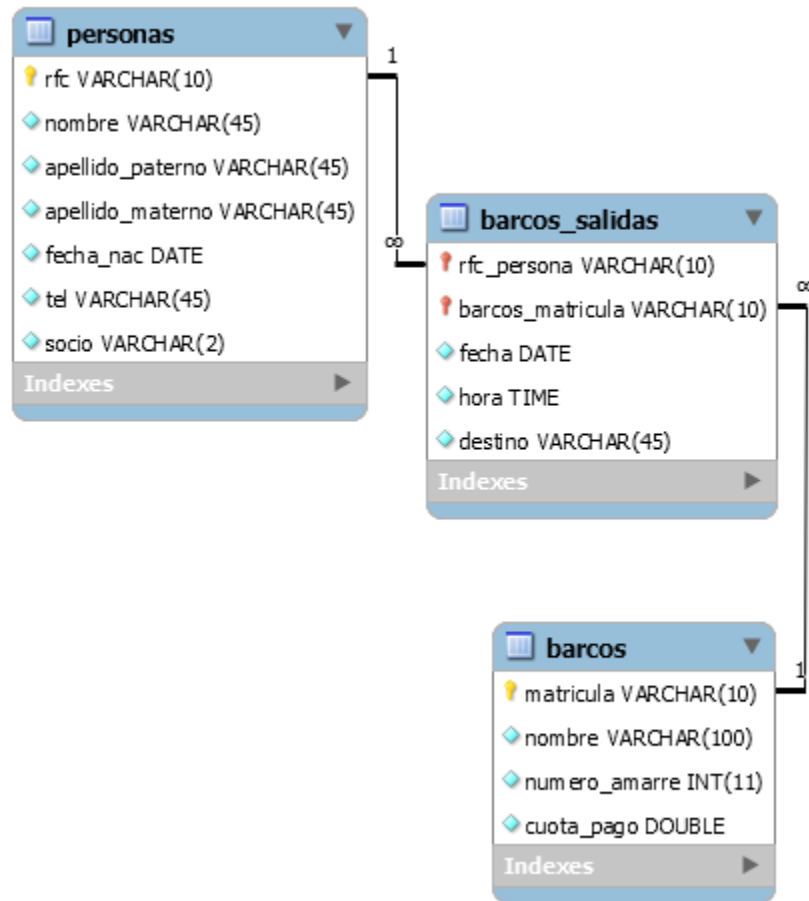 personas
rfc VARCHAR(10)
nombre VARCHAR(45)
apellido_paterno VARCHAR(45)
apellido_materno VARCHAR(45)
fecha_nac DATE
tel VARCHAR(45)
socio VARCHAR(2)
Indexes
1
∞
barcos_salidas
rfc_persona VARCHAR(10)
barcos_matricula VARCHAR(10)
fecha DATE
hora TIME
destino VARCHAR(45)
Indexes
∞
1
barcos
matricula VARCHAR(10)
nombre VARCHAR(100)
numero_amarre INT(11)
cuota_pago DOUBLE
Indexes